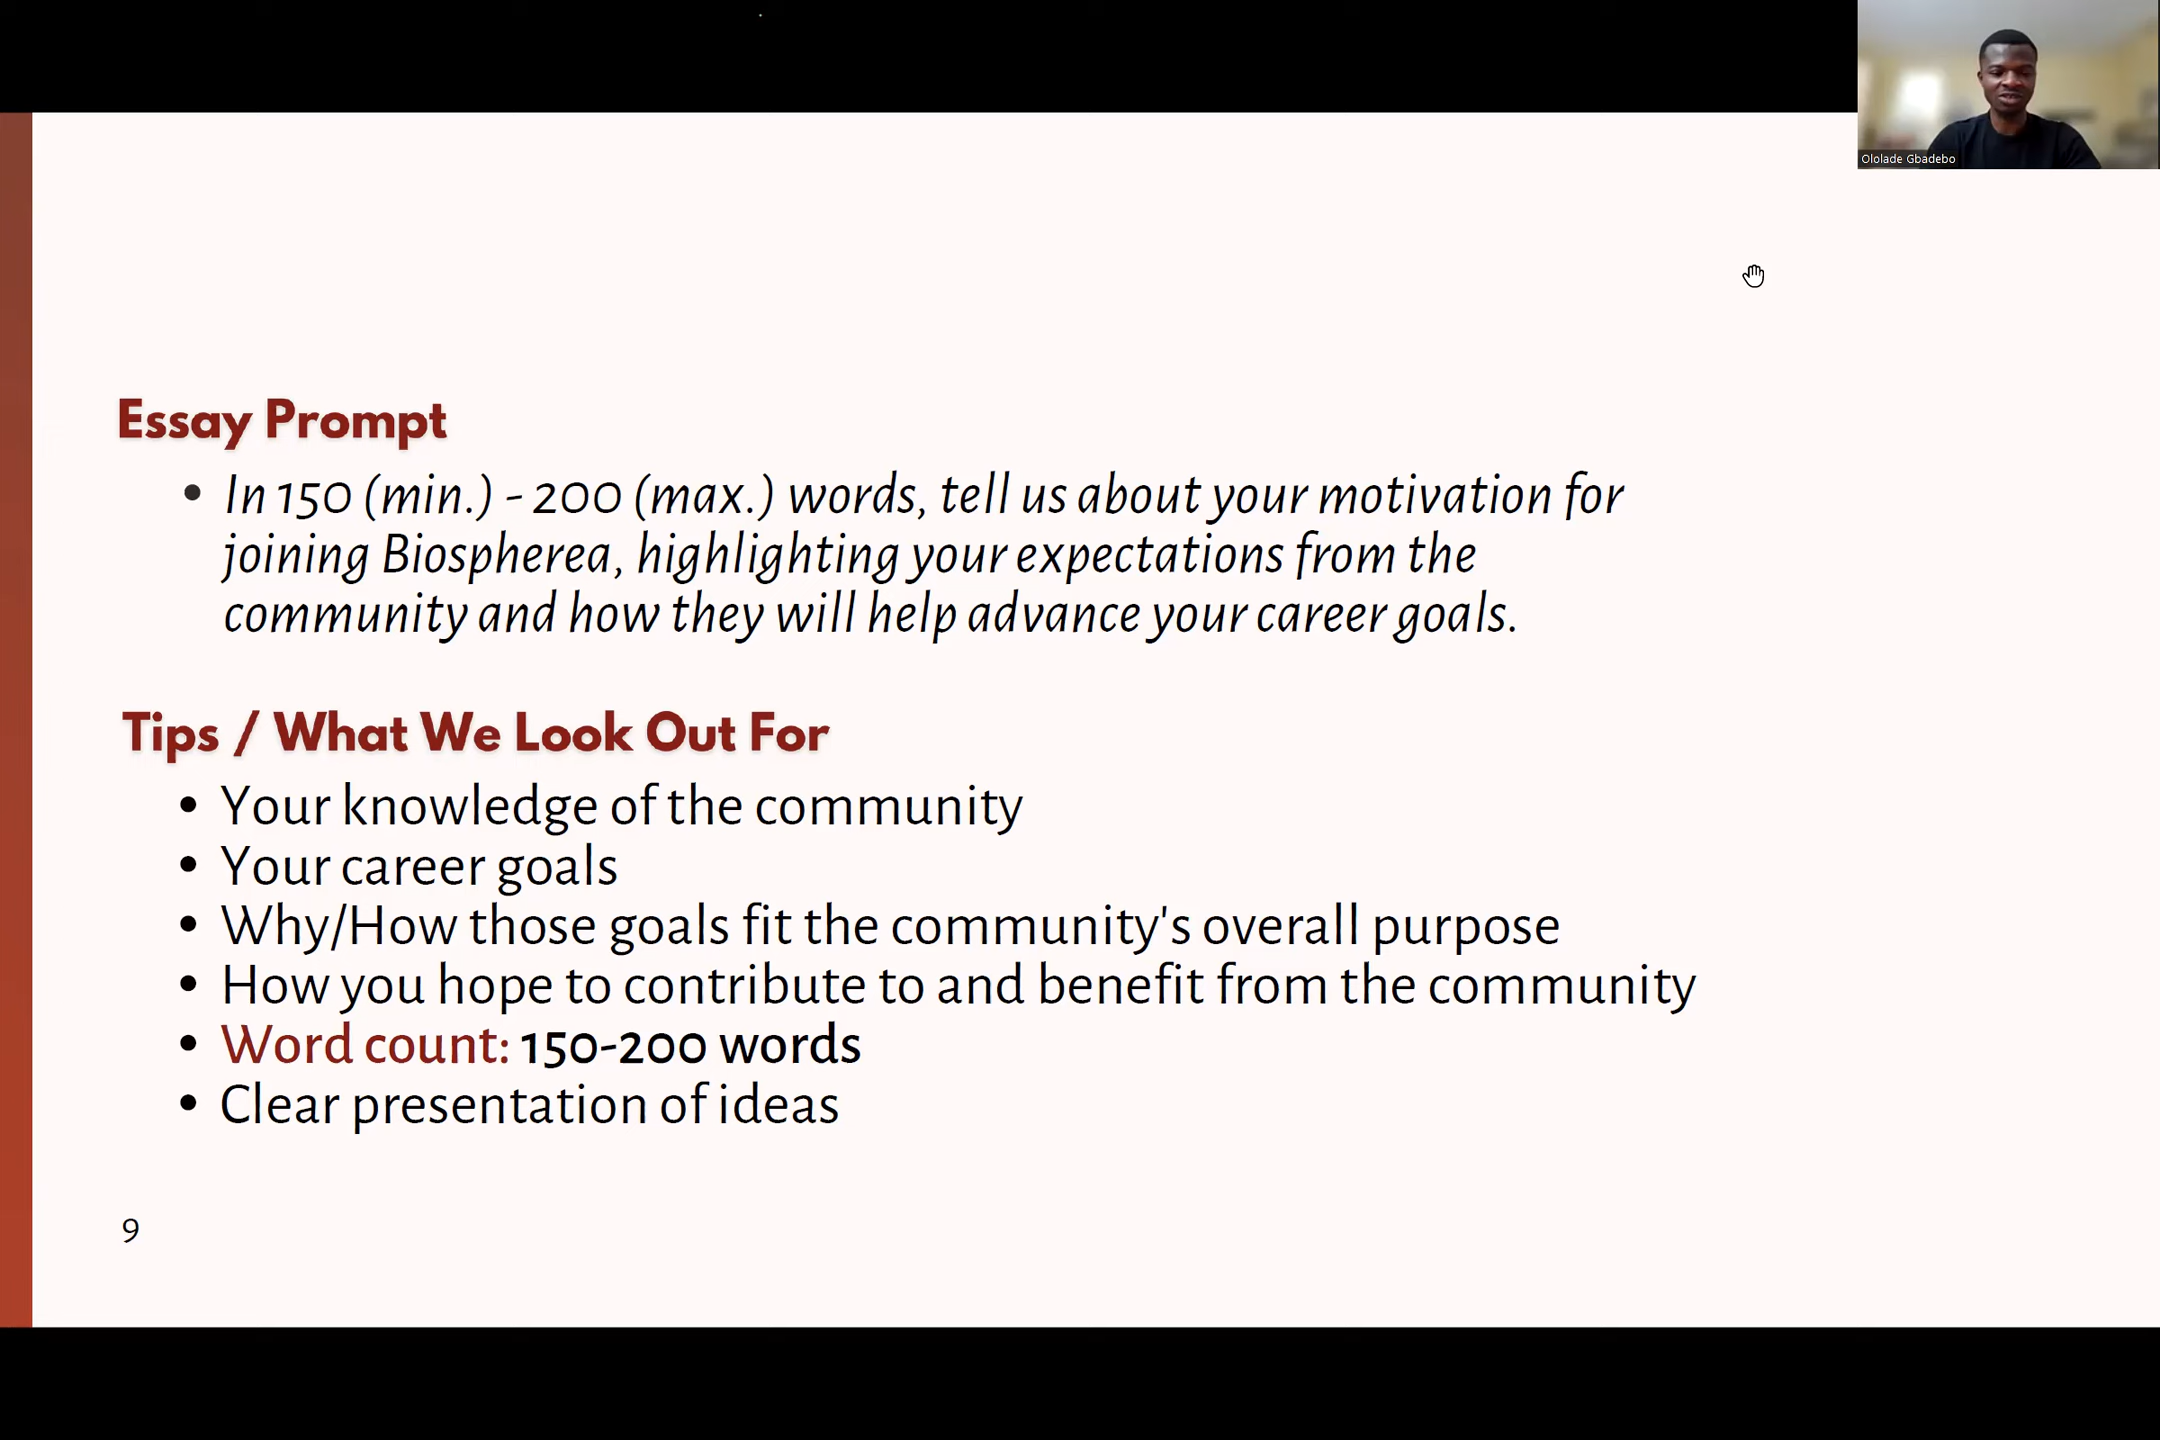 Ololade Gbadebo
Essay Prompt
• In 150 (min.) - 200 (max.) words, tell us about your motivation for
joining Biospherea, highlighting your expectations from the
community and how they will help advance your career goals.
Tips / What We Look Out For
• Your knowledge of the community
• Your career goals
• Why/How those goals fit the community's overall purpose
• How you hope to contribute to and benefit from the community
• Word count: 150-200 words
• Clear presentation of ideas
9